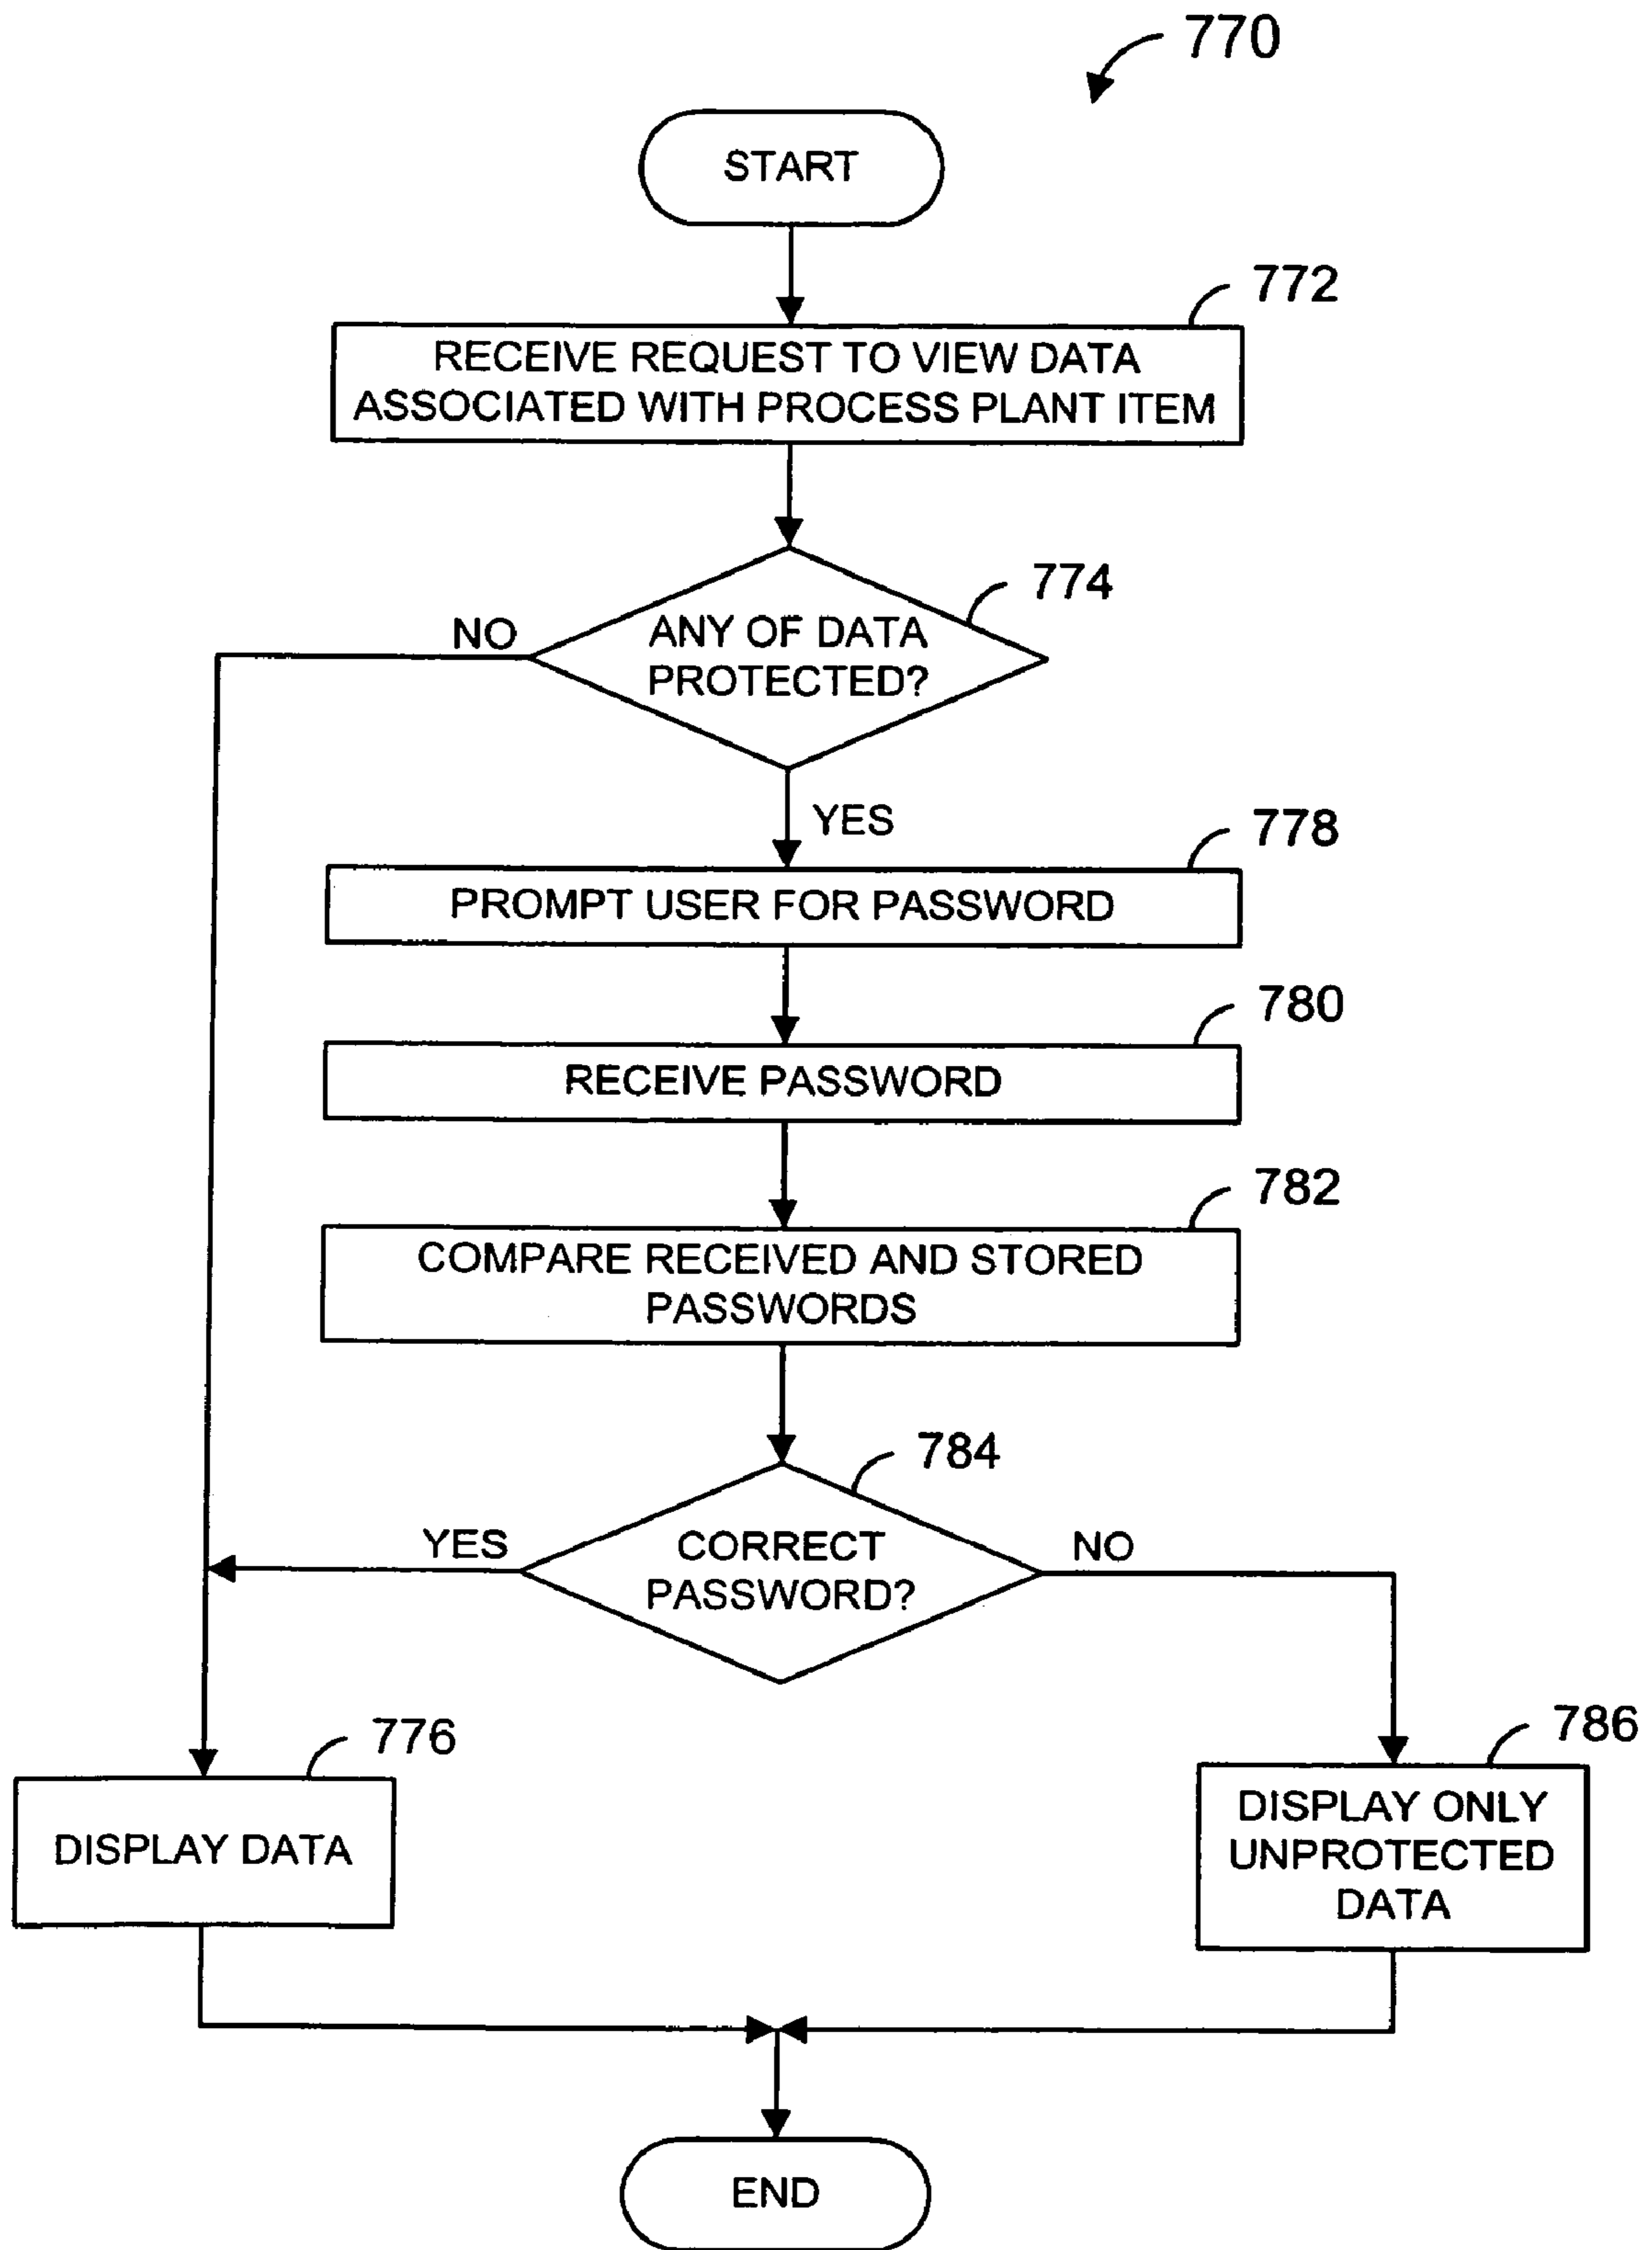 770
START
772
RECEIVE REQUEST TO VIEW DATA
ASSOCIATED WITH PROCESS PLANT ITEM
774
NO
ANY OF DATA
PROTECTED?
YES
778
PROMPT USER FOR PASSWORD
780
RECEIVE PASSWORD
782
COMPARE RECEIVED AND STORED
PASSWORDS
784
YES
CORRECT
PASSWORD?
NO
776
DISPLAY DATA
786
DISPLAY ONLY
UNPROTECTED
DATA
END